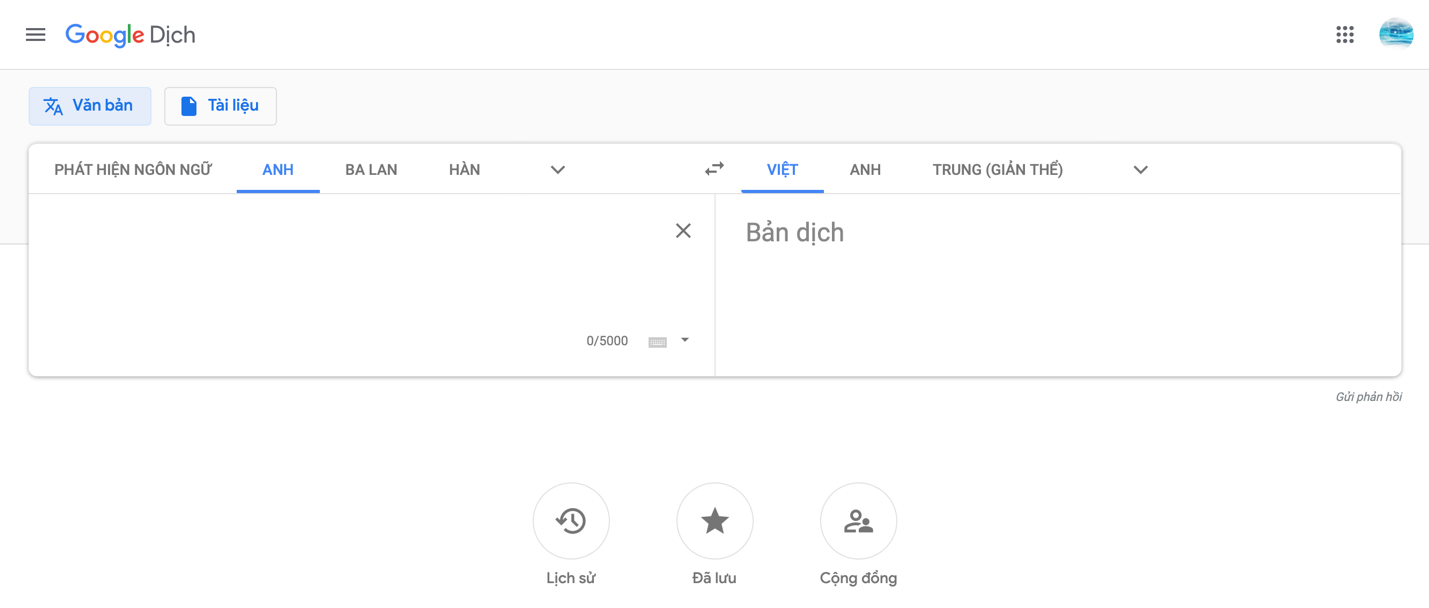 Google Dịch
Văn bản Tài liệu
PHÁT HIỆN NGÔN NGỮ ANH BA LAN HÀN VIỆT ANH TRUNG (GIẢN THỂ)
Bản dịch
0/5000
Gửi phản hồi
Lịch sử Đã lưu Cộng đồng